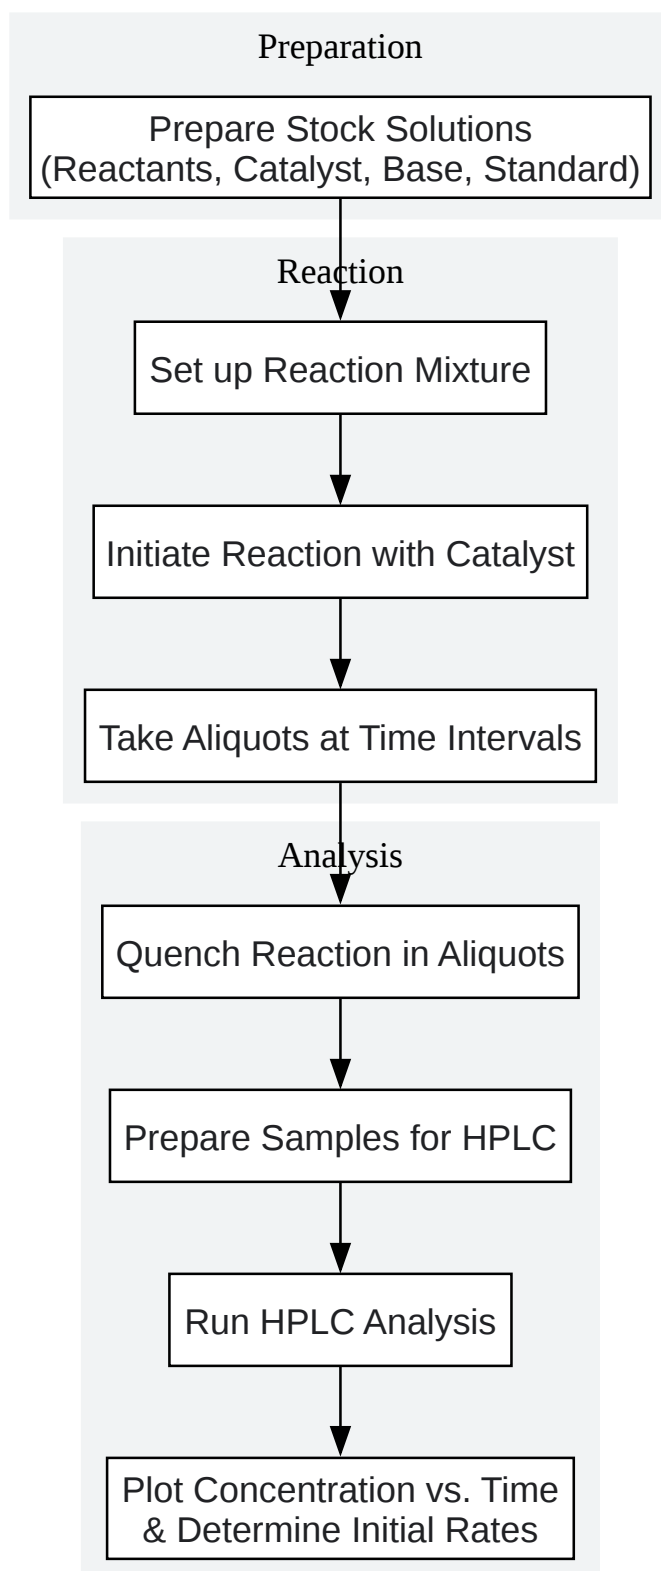 Preparation
Prepare Stock Solutions
(Reactants, Catalyst, Base, Standard)
Reaction
Set up Reaction Mixture
Initiate Reaction with Catalyst
Take Aliquots at Time Intervals
Analysis
Quench Reaction in Aliquots
Prepare Samples for HPLC
Run HPLC Analysis
Plot Concentration vs. Time
& Determine Initial Rates